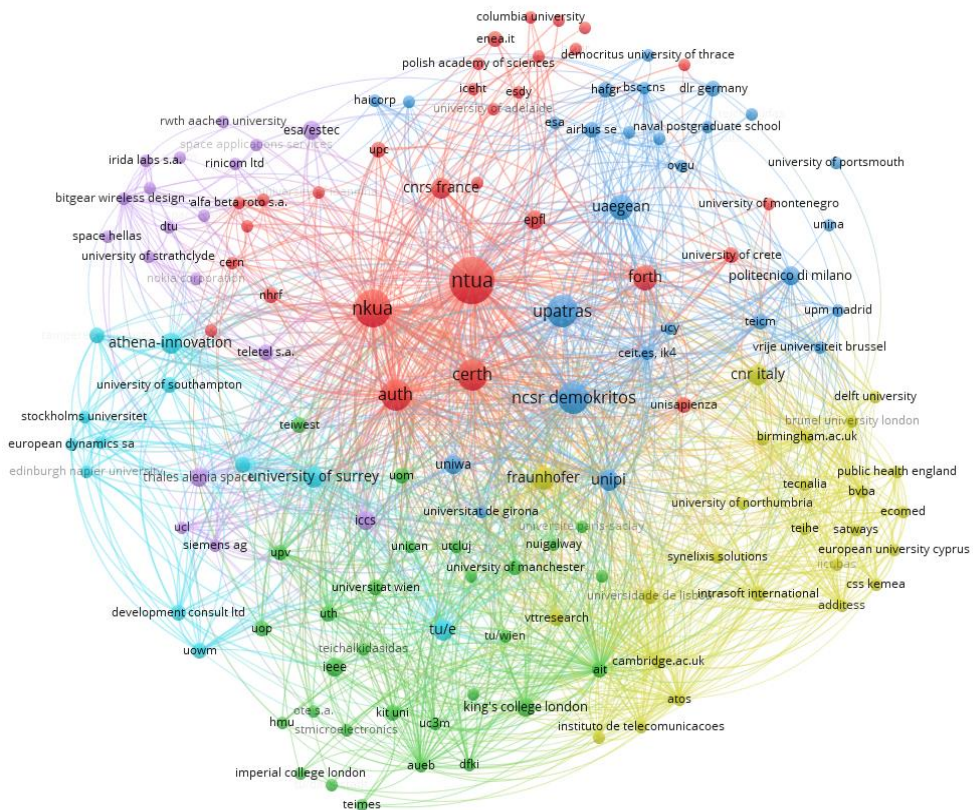 columbia university
enea.it
democritus university of thrace
polish academy of sciences
iceht
esdy
hafgr
bsc-cns
dlr germany
haicorp
university of adelaide
rwth aachen university
esa/estec
esa
airbus se
naval postgraduate school
space applications services
upc
irida labs s.a.
rinicom ltd
ovgu
university of portsmouth
cnrs france
bitgear wireless design
alfa beta roto s.a.
uaegean
university of montenegro
dtu
epfl
unina
space hellas
university of strathclyde
cern
university of crete
nokia corporation
ntua
forth
politecnico di milano
nhrf
nkua
upatras
upm madrid
ucy
teicm
athena-innovation
teletel s.a.
ceit.es, ik4
vrije universiteit brussel
certh
cnr italy
university of southampton
auth
ncsr demokritos
delft university
unisapienza
stockholms universitet
teiwest
brunel university london
european dynamics sa
birmingham.ac.uk
edinburgh napier university
thales alenia space
university of surrey
uom
uniwa
fraunhofer
unipi
public health england
tecnalia
bvba
university of northumbria
ecomed
ucl
iccs
universitat de girona
université paris-saclay
teihe
satways
siemens ag
upv
unican
utcluj
nuigalway
european university cyprus
synelixis solutions
university of manchester
css kemea
universitat wien
universidade de lisboa
intrasoft international
additess
development consult ltd
uth
vttresearch
uop
tu/e
tu/wien
uowm
teichalkidasidas
ieee
ait
cambridge.ac.uk
atos
king's college london
ote s.a.
kit uni
hmu
uc3m
stmicroelectronics
instituto de telecomunicacoes
aueb
dfki
imperial college london
teimes